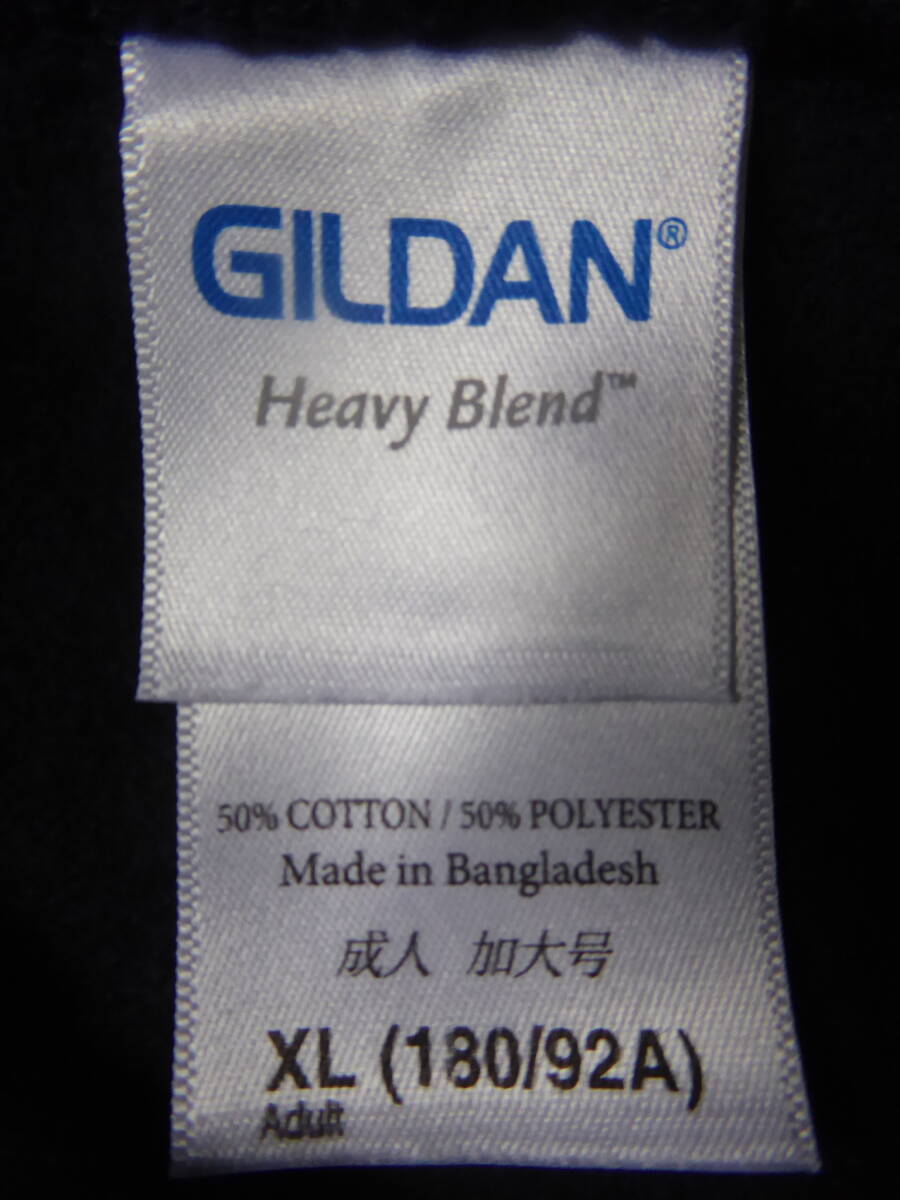 GILDAN®
Heavy Blend™
50% COTTON / 50% POLYESTER
Made in Bangladesh
成人 加大号
XL (180/92A)
Adult